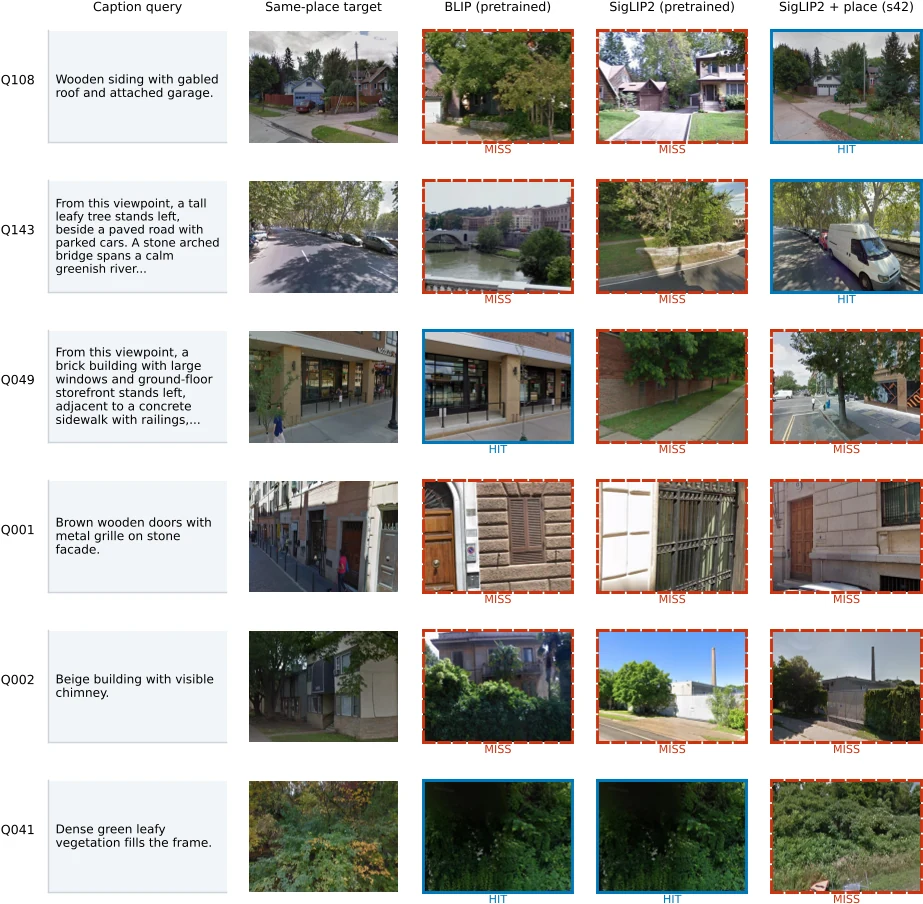 Caption query
Same-place target
BLIP (pretrained)
SigLIP2 (pretrained)
SigLIP2 + place (s42)
Q108
Wooden siding with gabled
roof and attached garage.
MISS
MISS
HIT
Q143
From this viewpoint, a tall
leafy tree stands left,
beside a paved road with
parked cars. A stone arched
bridge spans a calm
greenish river...
MISS
MISS
HIT
Q049
From this viewpoint, a
brick building with large
windows and ground-floor
storefront stands left,
adjacent to a concrete
sidewalk with railings,...
HIT
MISS
MISS
Q001
Brown wooden doors with
metal grille on stone
facade.
MISS
MISS
MISS
Q002
Beige building with visible
chimney.
MISS
MISS
MISS
Q041
Dense green leafy
vegetation fills the frame.
HIT
HIT
MISS